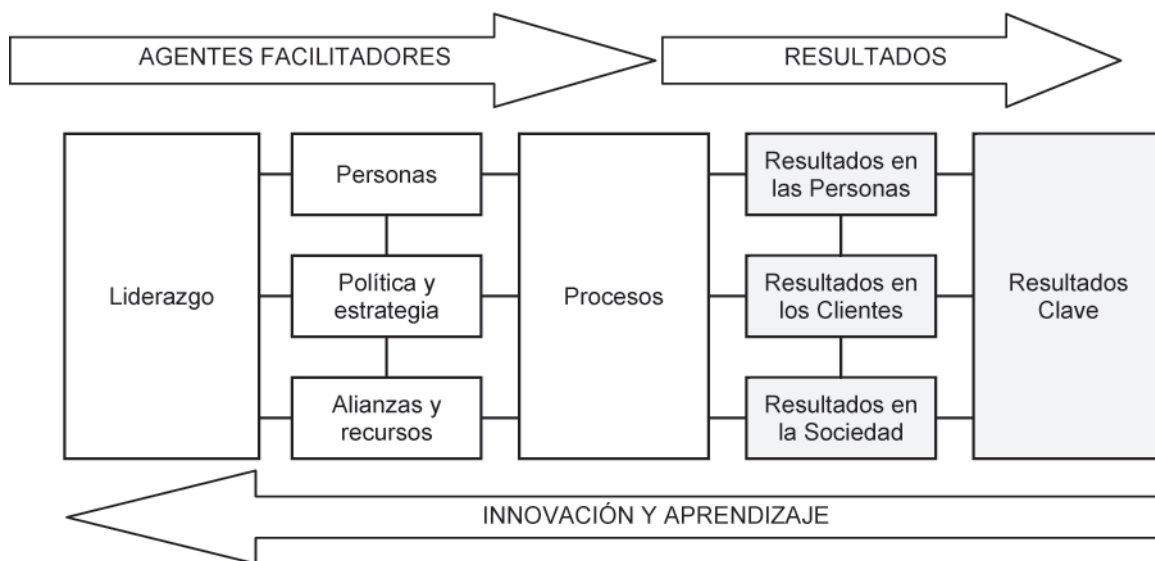 AGENTES FACILITADORES
RESULTADOS
Liderazgo
Personas
Política y
estrategia
Alianzas y
recursos
Procesos
Resultados en
las Personas
Resultados en
los Clientes
Resultados en
la Sociedad
Resultados
Clave
INNOVACIÓN Y APRENDIZAJE